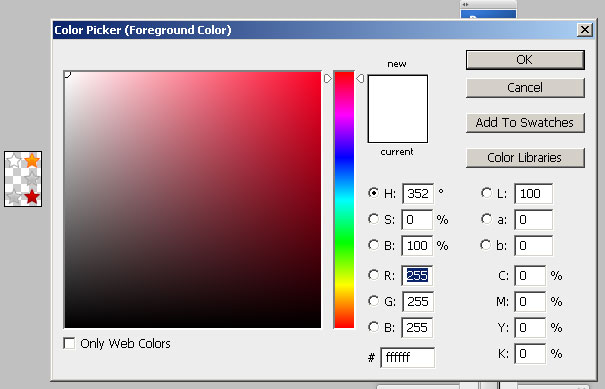 Color Picker (Foreground Color)
new
current
OK
Cancel
Add To Swatches
Color Libraries
H: 352 °
S: 0 %
B: 100 %
R: 255
G: 255
B: 255
# ffffff
L: 100
a: 0
b: 0
C: 0 %
M: 0 %
Y: 0 %
K: 0 %
Only Web Colors